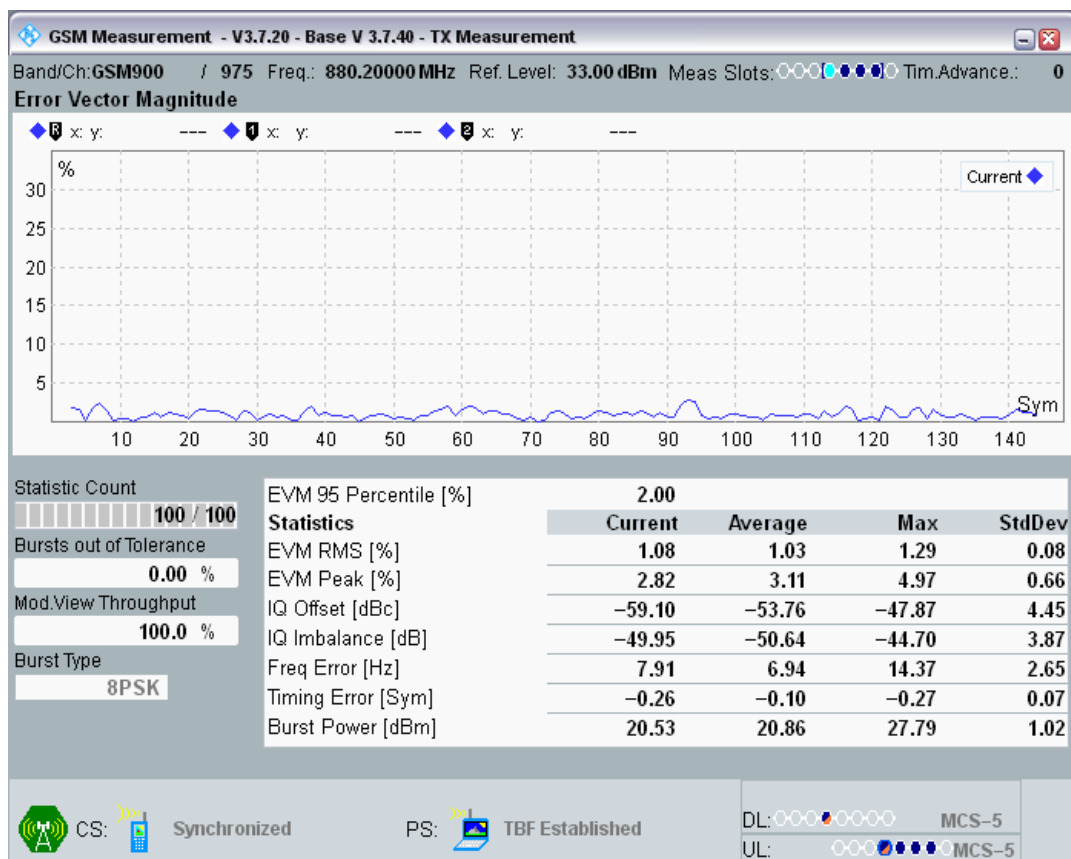 GSM Measurement - V3.7.20 - Base V 3.7.40 - TX Measurement
Band/Ch:GSM900 / 975 Freq.: 880.20000 MHz Ref. Level: 33.00 dBm Meas Slots: Tim.Advance.: 0
Error Vector Magnitude
R x: y: --- 1 x: y: --- 2 x: y: ---
%
Current
30
25
20
15
10
5
Sym
10 20 30 40 50 60 70 80 90 100 110 120 130 140
Statistic Count
100 / 100
Bursts out of Tolerance
0.00 %
Mod.View Throughput
100.0 %
Burst Type
8PSK
EVM 95 Percentile [%] 2.00
Statistics Current Average Max StdDev
EVM RMS [%] 1.08 1.03 1.29 0.08
EVM Peak [%] 2.82 3.11 4.97 0.66
IQ Offset [dBc] −59.10 −53.76 −47.87 4.45
IQ Imbalance [dB] −49.95 −50.64 −44.70 3.87
Freq Error [Hz] 7.91 6.94 14.37 2.65
Timing Error [Sym] −0.26 −0.10 −0.27 0.07
Burst Power [dBm] 20.53 20.86 27.79 1.02
CS: Synchronized PS: TBF Established
DL: MCS−5
UL: MCS−5